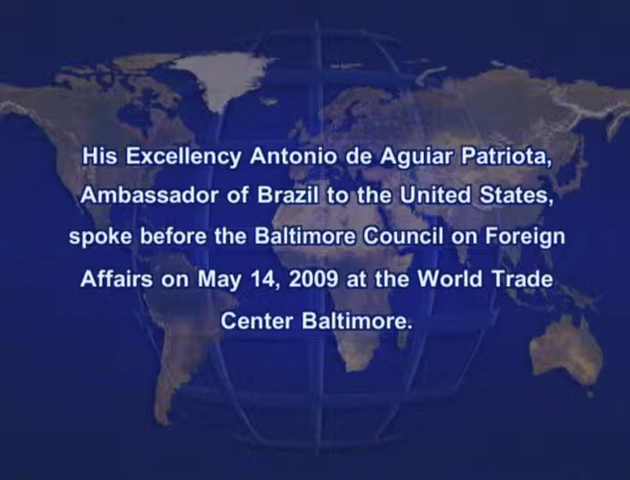 His Excellency Antonio de Aguiar Patriota,
Ambassador of Brazil to the United States,
spoke before the Baltimore Council on Foreign
Affairs on May 14, 2009 at the World Trade
Center Baltimore.